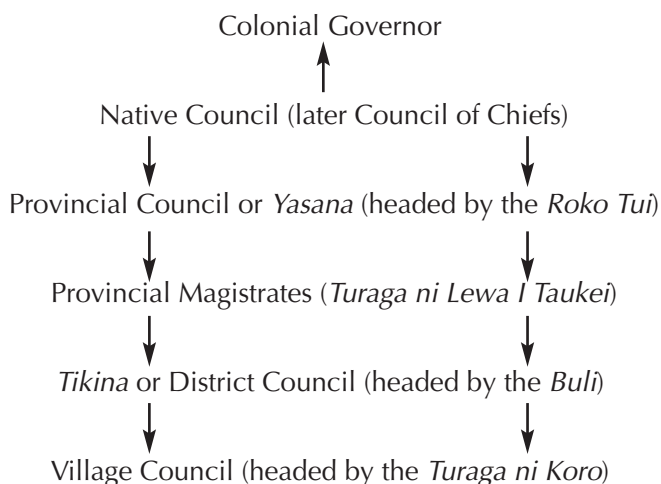 Colonial Governor
Native Council (later Council of Chiefs)
Provincial Council or Yasana (headed by the Roko Tui)
Provincial Magistrates (Turaga ni Lewa I Taukei)
Tikina or District Council (headed by the Buli)
Village Council (headed by the Turaga ni Koro)